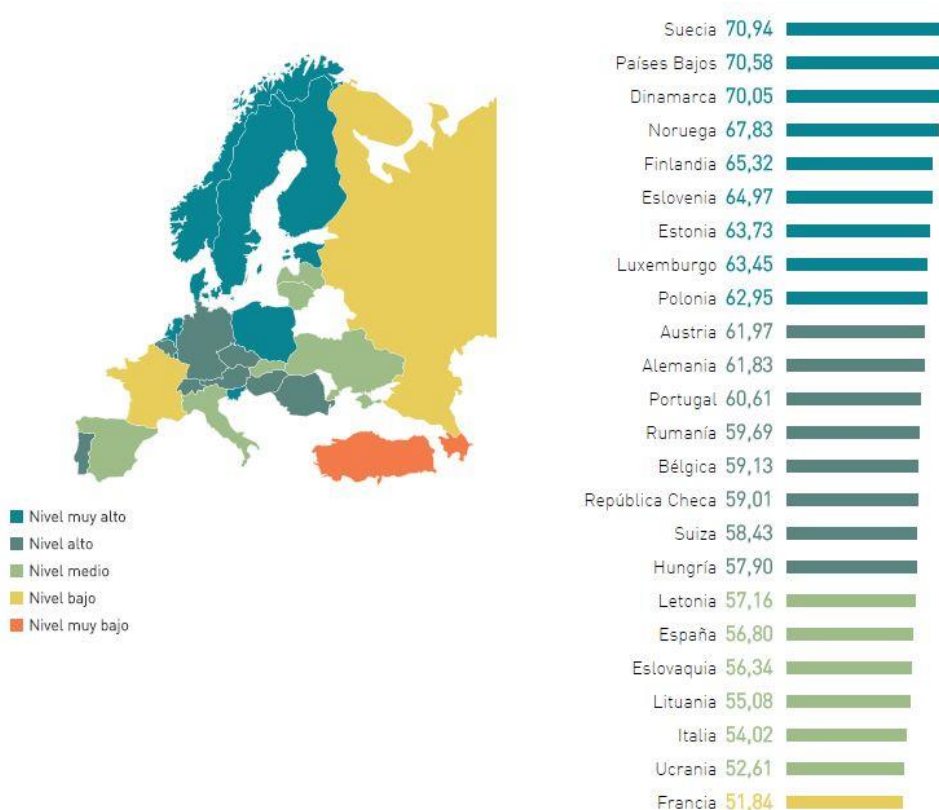 Suecia 70,94
Países Bajos 70,58
Dinamarca 70,05
Noruega 67,83
Finlandia 65,32
Eslovenia 64,97
Estonia 63,73
Luxemburgo 63,45
Polonia 62,95
Austria 61,97
Alemania 61,83
Portugal 60,61
Rumanía 59,69
Bélgica 59,13
República Checa 59,01
Suiza 58,43
Hungría 57,90
Letonia 57,16
España 56,80
Eslovaquia 56,34
Lituania 55,08
Italia 54,02
Ucrania 52,61
Francia 51,84
Nivel muy alto
Nivel alto
Nivel medio
Nivel bajo
Nivel muy bajo